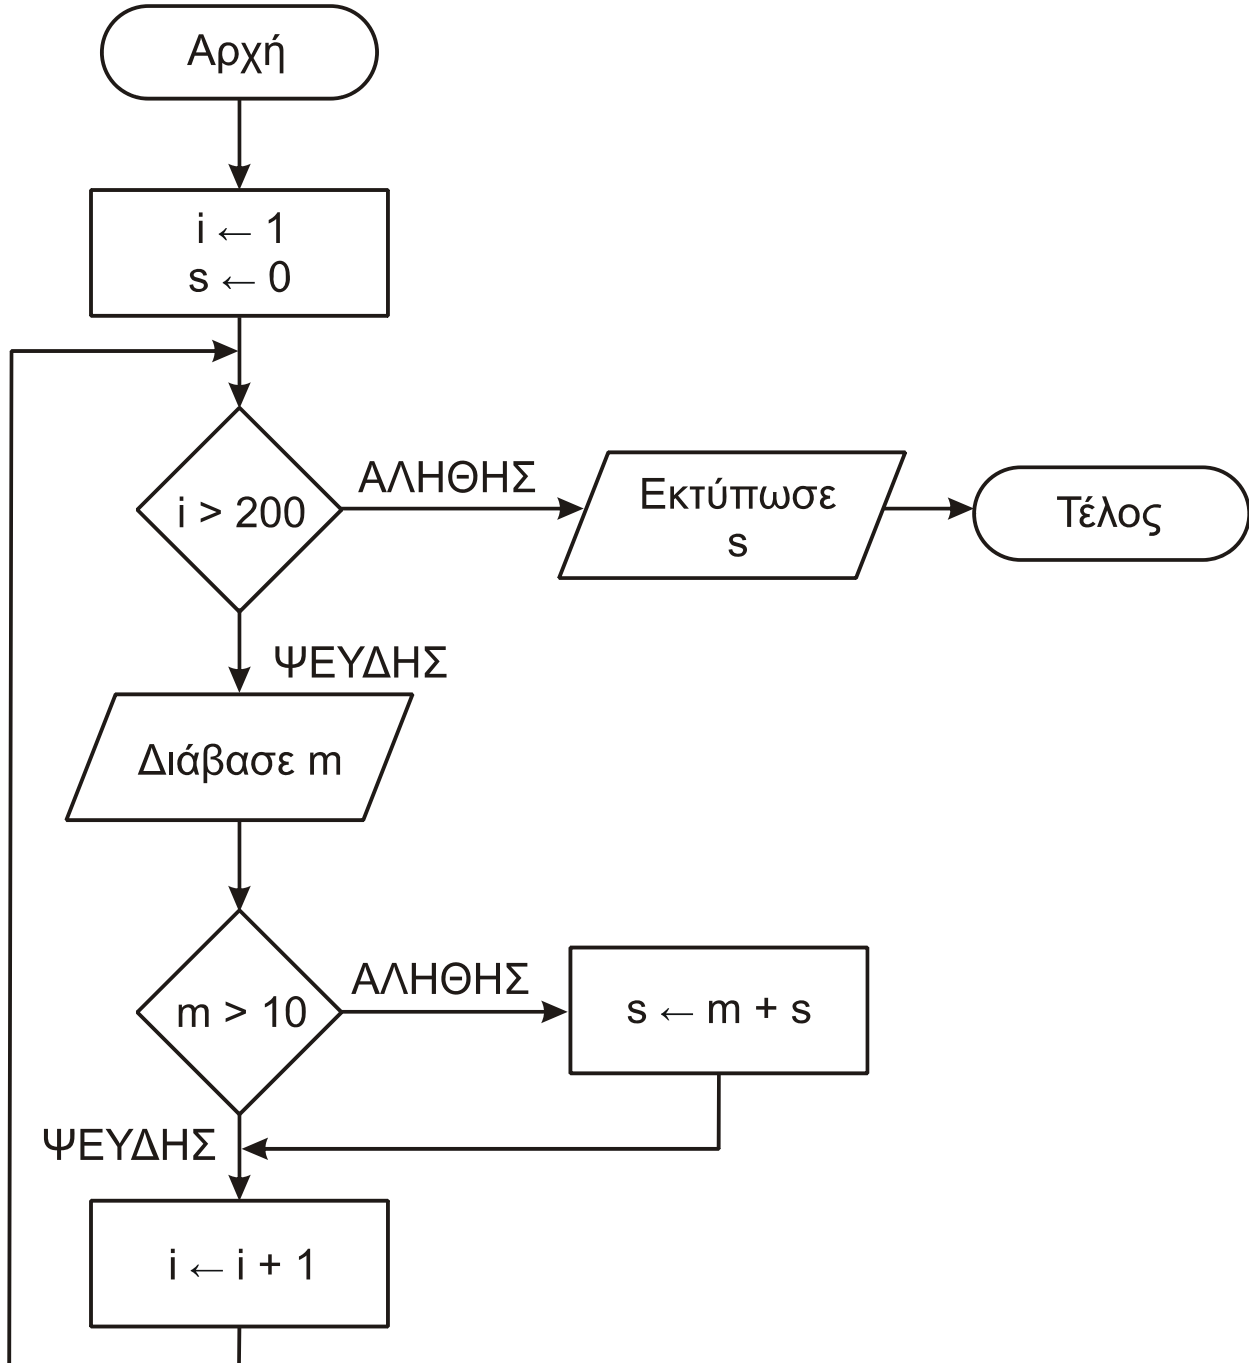 Αρχή
i ← 1
s ← 0
i > 200
ΑΛΗΘΗΣ
Εκτύπωσε
s
Τέλος
ΨΕΥΔΗΣ
Διάβασε m
m > 10
ΑΛΗΘΗΣ
s ← m + s
ΨΕΥΔΗΣ
i ← i + 1